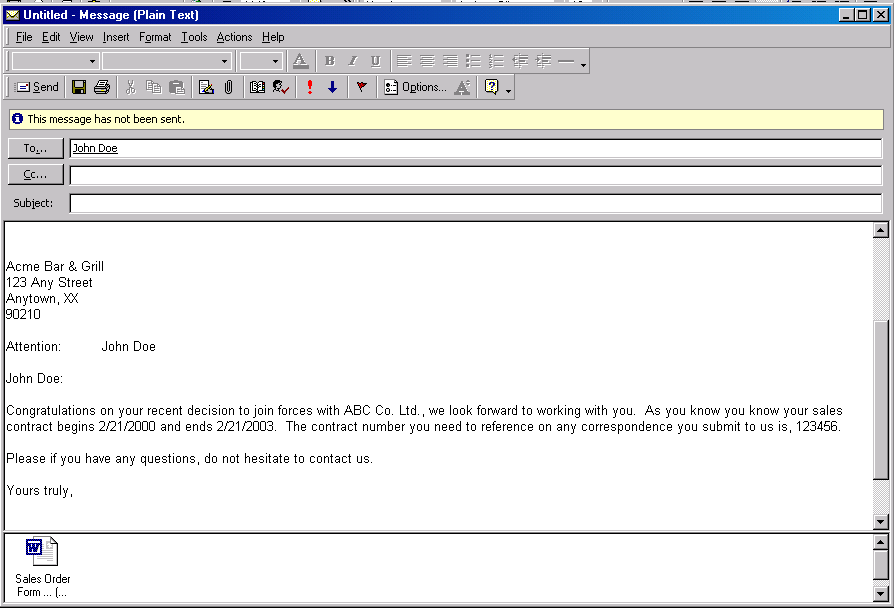 Untitled - Message (Plain Text)
File Edit View Insert Format Tools Actions Help
A B I U
Send Options... A
This message has not been sent.
To... John Doe
Cc...
Subject:
Acme Bar & Grill
123 Any Street
Anytown, XX
90210
Attention: John Doe
John Doe:
Congratulations on your recent decision to join forces with ABC Co. Ltd., we look forward to working with you. As you know you know your sales
contract begins 2/21/2000 and ends 2/21/2003. The contract number you need to reference on any correspondence you submit to us is, 123456.
Please if you have any questions, do not hesitate to contact us.
Yours truly,
Sales Order
Form ... (...